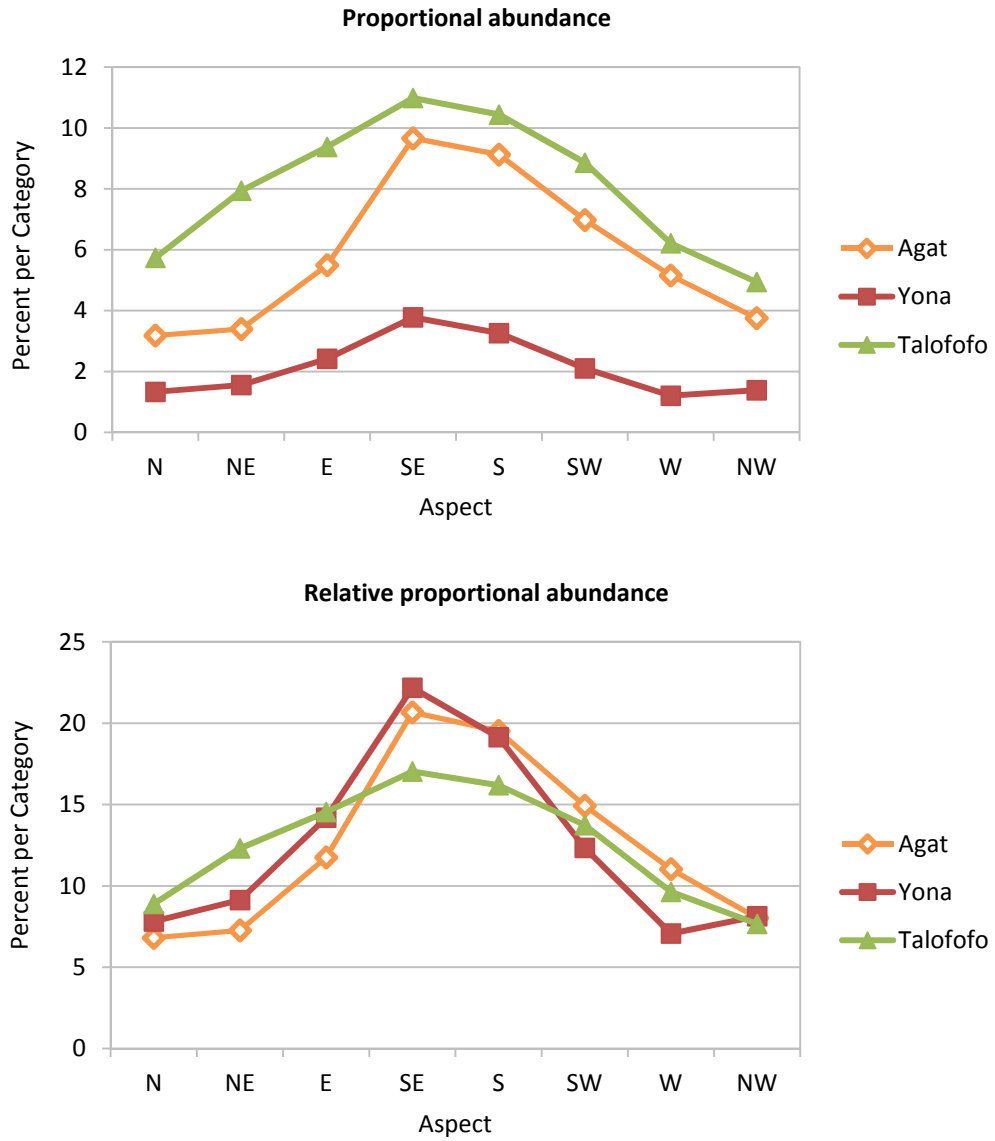 Proportional abundance
12
10
8
6
4
2
0
Percent per Category
N NE E SE S SW W NW
Aspect
Agat
Yona
Talofofo
Relative proportional abundance
25
20
15
10
5
0
Percent per Category
N NE E SE S SW W NW
Aspect
Agat
Yona
Talofofo